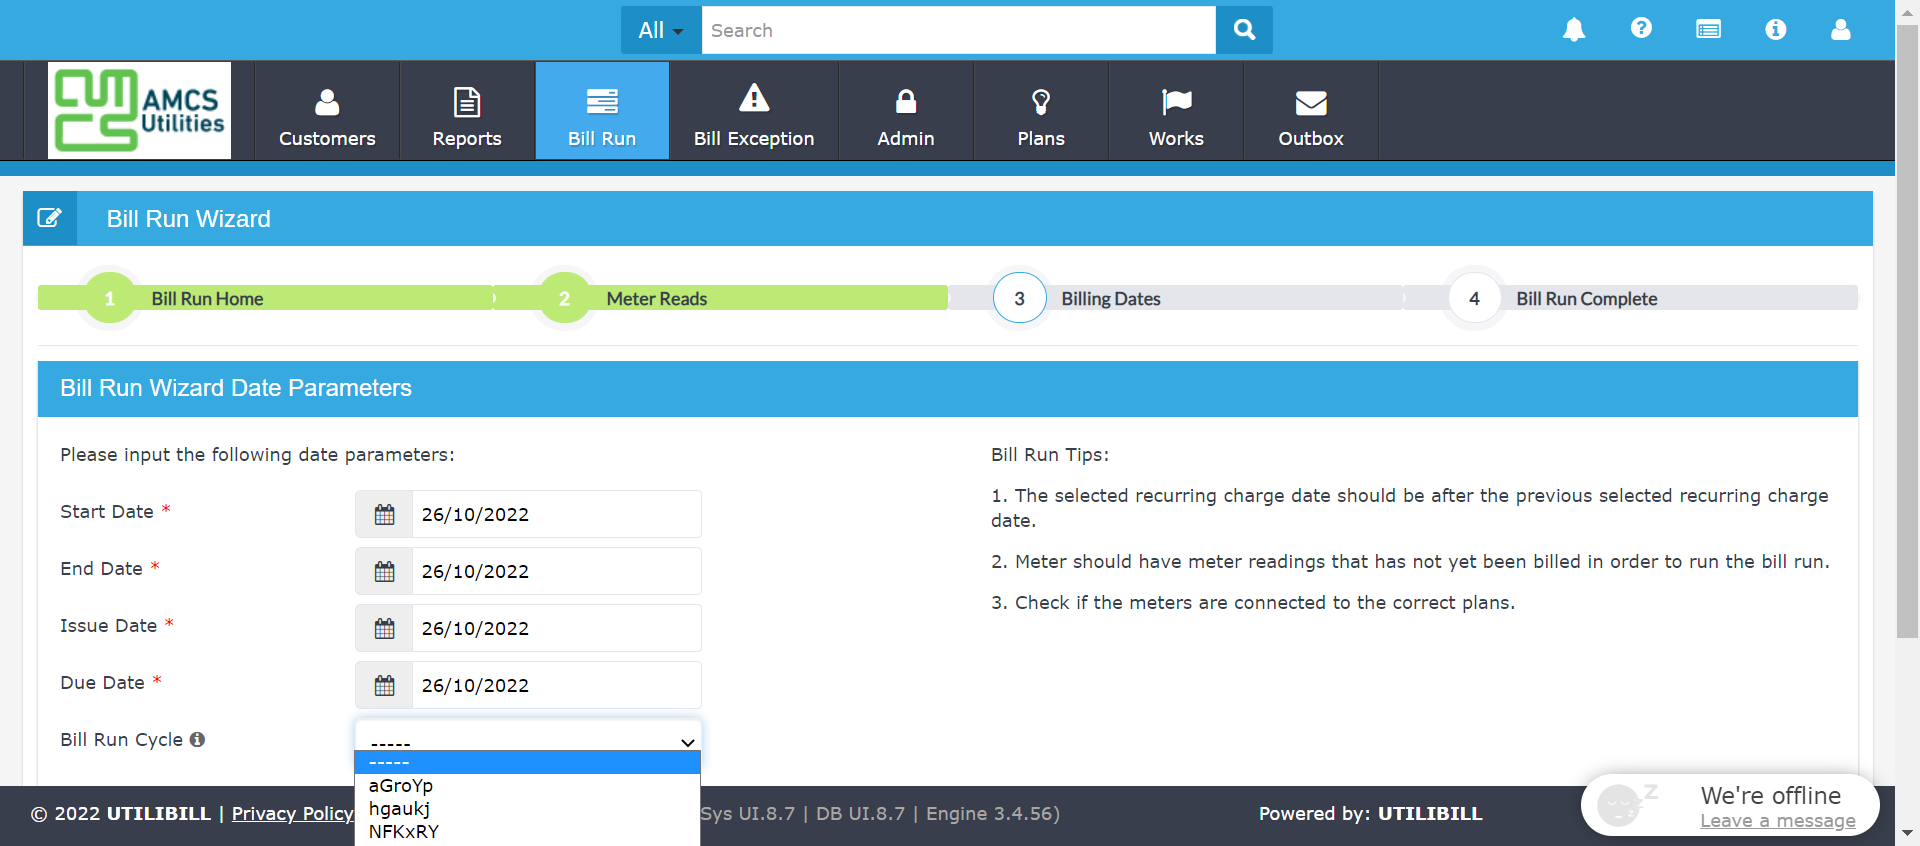 All
Search
AMCS
Utilities
Customers
Reports
Bill Run
Bill Exception
Admin
Plans
Works
Outbox
Bill Run Wizard
1 Bill Run Home
2 Meter Reads
3 Billing Dates
4 Bill Run Complete
Bill Run Wizard Date Parameters
Please input the following date parameters:
Start Date * 26/10/2022
End Date * 26/10/2022
Issue Date * 26/10/2022
Due Date * 26/10/2022
Bill Run Cycle -----
-----
aGroYp
hgaukj
NFKxRY
Bill Run Tips:
1. The selected recurring charge date should be after the previous selected recurring charge
date.
2. Meter should have meter readings that has not yet been billed in order to run the bill run.
3. Check if the meters are connected to the correct plans.
© 2022 UTILIBILL | Privacy Policy
Sys UI.8.7 | DB UI.8.7 | Engine 3.4.56)
Powered by: UTILIBILL
We're offline
Leave a message